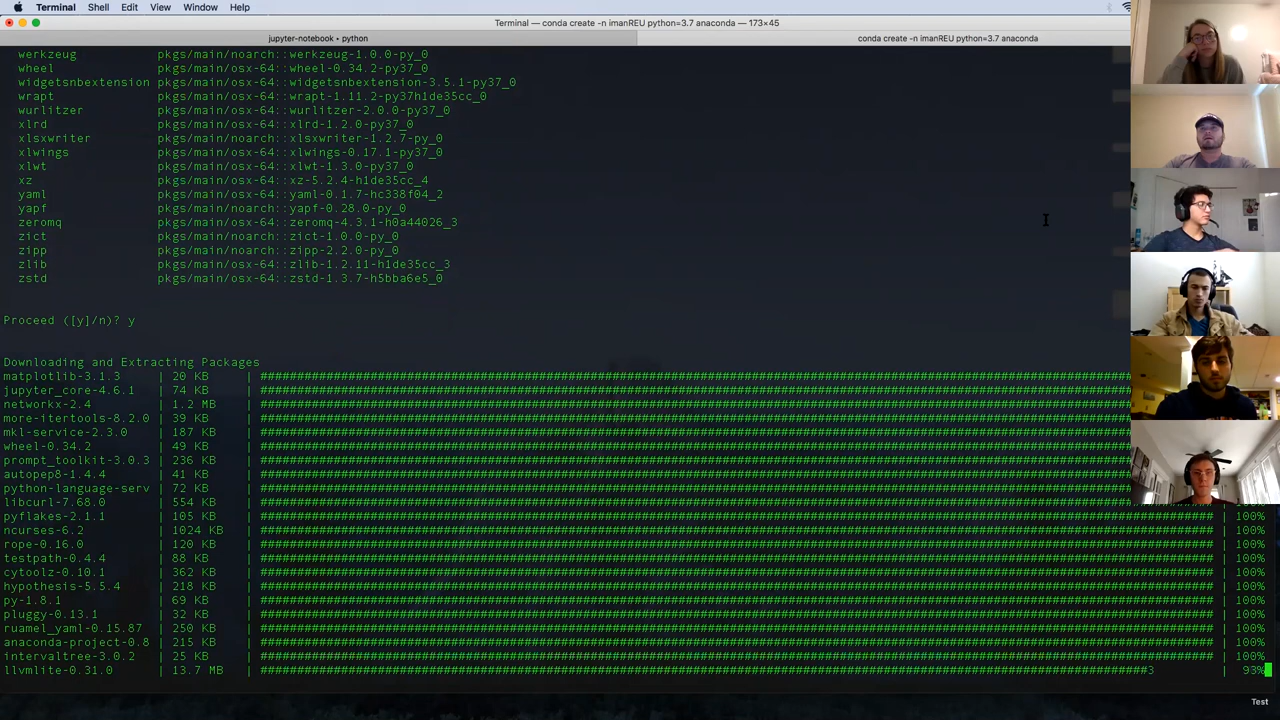 Terminal Shell Edit View Window Help
Terminal — conda create -n imanREU python=3.7 anaconda — 173×45
jupyter-notebook • python
conda create -n imanREU python=3.7 anaconda
werkzeug pkgs/main/noarch::werkzeug-1.0.0-py_0
wheel pkgs/main/osx-64::wheel-0.34.2-py37_0
widgetsnbextension pkgs/main/osx-64::widgetsnbextension-3.5.1-py37_0
wrapt pkgs/main/osx-64::wrapt-1.11.2-py37h1de35cc_0
wurlitzer pkgs/main/osx-64::wurlitzer-2.0.0-py37_0
xlrd pkgs/main/osx-64::xlrd-1.2.0-py37_0
xlsxwriter pkgs/main/noarch::xlsxwriter-1.2.7-py_0
xlwings pkgs/main/osx-64::xlwings-0.17.1-py37_0
xlwt pkgs/main/osx-64::xlwt-1.3.0-py37_0
xz pkgs/main/osx-64::xz-5.2.4-h1de35cc_4
yaml pkgs/main/osx-64::yaml-0.1.7-hc338f04_2
yapf pkgs/main/noarch::yapf-0.28.0-py_0
zeromq pkgs/main/osx-64::zeromq-4.3.1-h0a44026_3
zict pkgs/main/noarch::zict-1.0.0-py_0
zipp pkgs/main/noarch::zipp-2.2.0-py_0
zlib pkgs/main/osx-64::zlib-1.2.11-h1de35cc_3
zstd pkgs/main/osx-64::zstd-1.3.7-h5bba6e5_0
Proceed ([y]/n)? y
Downloading and Extracting Packages
matplotlib-3.1.3 | 20 KB |
jupyter_core-4.6.1 | 74 KB |
networkx-2.4 | 1.2 MB |
more-itertools-8.2.0 | 39 KB |
mkl-service-2.3.0 | 187 KB |
wheel-0.34.2 | 49 KB |
prompt_toolkit-3.0.3 | 236 KB |
autopep8-1.4.4 | 41 KB |
python-language-serv | 72 KB |
libcurl-7.68.0 | 554 KB |
pyflakes-2.1.1 | 105 KB | | 100%
ncurses-6.2 | 1024 KB | | 100%
rope-0.16.0 | 120 KB | | 100%
testpath-0.4.4 | 88 KB | | 100%
cytoolz-0.10.1 | 362 KB | | 100%
hypothesis-5.5.4 | 218 KB | | 100%
py-1.8.1 | 69 KB | | 100%
pluggy-0.13.1 | 32 KB | | 100%
ruamel_yaml-0.15.87 | 250 KB | | 100%
anaconda-project-0.8 | 215 KB | | 100%
intervaltree-3.0.2 | 25 KB | | 100%
llvmlite-0.31.0 | 13.7 MB | 3 | 93%
Test